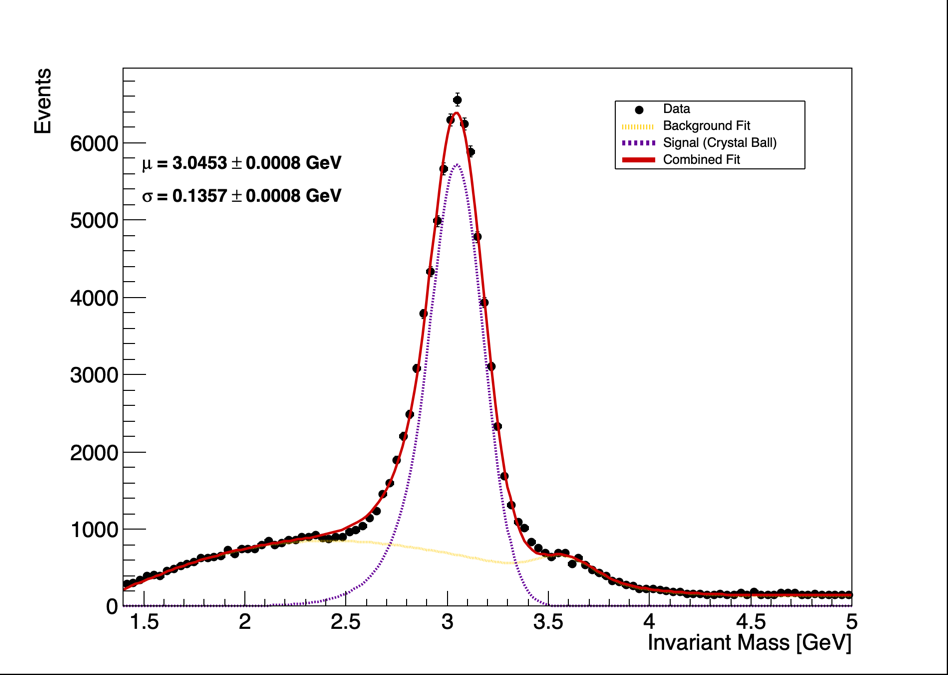 Events
6000
5000
4000
3000
2000
1000
0
μ = 3.0453 ± 0.0008 GeV
σ = 0.1357 ± 0.0008 GeV
Data
Background Fit
Signal (Crystal Ball)
Combined Fit
1.5 2 2.5 3 3.5 4 4.5 5
Invariant Mass [GeV]